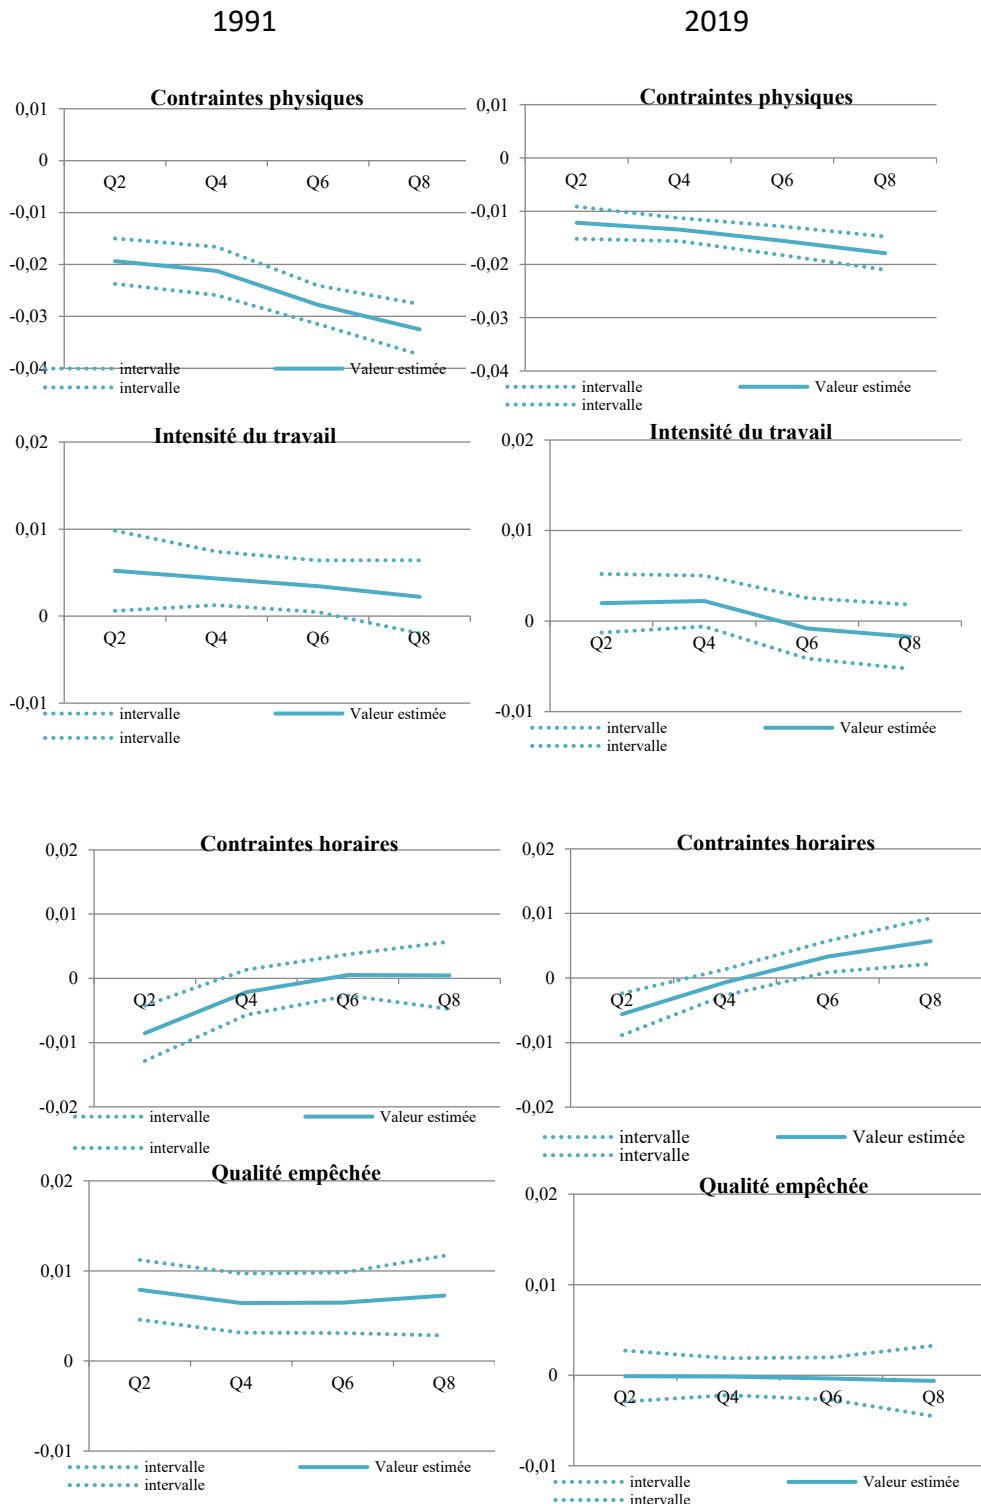 1991
2019
Contraintes physiques
0,01
0
Q2 Q4 Q6 Q8
-0,01
-0,02
-0,03
-0,04
intervalle Valeur estimée
intervalle
Contraintes physiques
0,01
0
Q2 Q4 Q6 Q8
-0,01
-0,02
-0,03
-0,04
intervalle Valeur estimée
intervalle
Intensité du travail
0,02
0,01
0
Q2 Q4 Q6 Q8
-0,01
intervalle Valeur estimée
intervalle
Intensité du travail
0,02
0,01
0
Q2 Q4 Q6 Q8
-0,01
intervalle Valeur estimée
intervalle
Contraintes horaires
0,02
0,01
0
Q2 Q4 Q6 Q8
-0,01
-0,02
intervalle Valeur estimée
intervalle
Contraintes horaires
0,02
0,01
0
Q2 Q4 Q6 Q8
-0,01
-0,02
intervalle Valeur estimée
intervalle
Qualité empêchée
0,02
0,01
0
Q2 Q4 Q6 Q8
-0,01
intervalle Valeur estimée
intervalle
Qualité empêchée
0,02
0,01
0
Q2 Q4 Q6 Q8
-0,01
intervalle Valeur estimée
intervalle